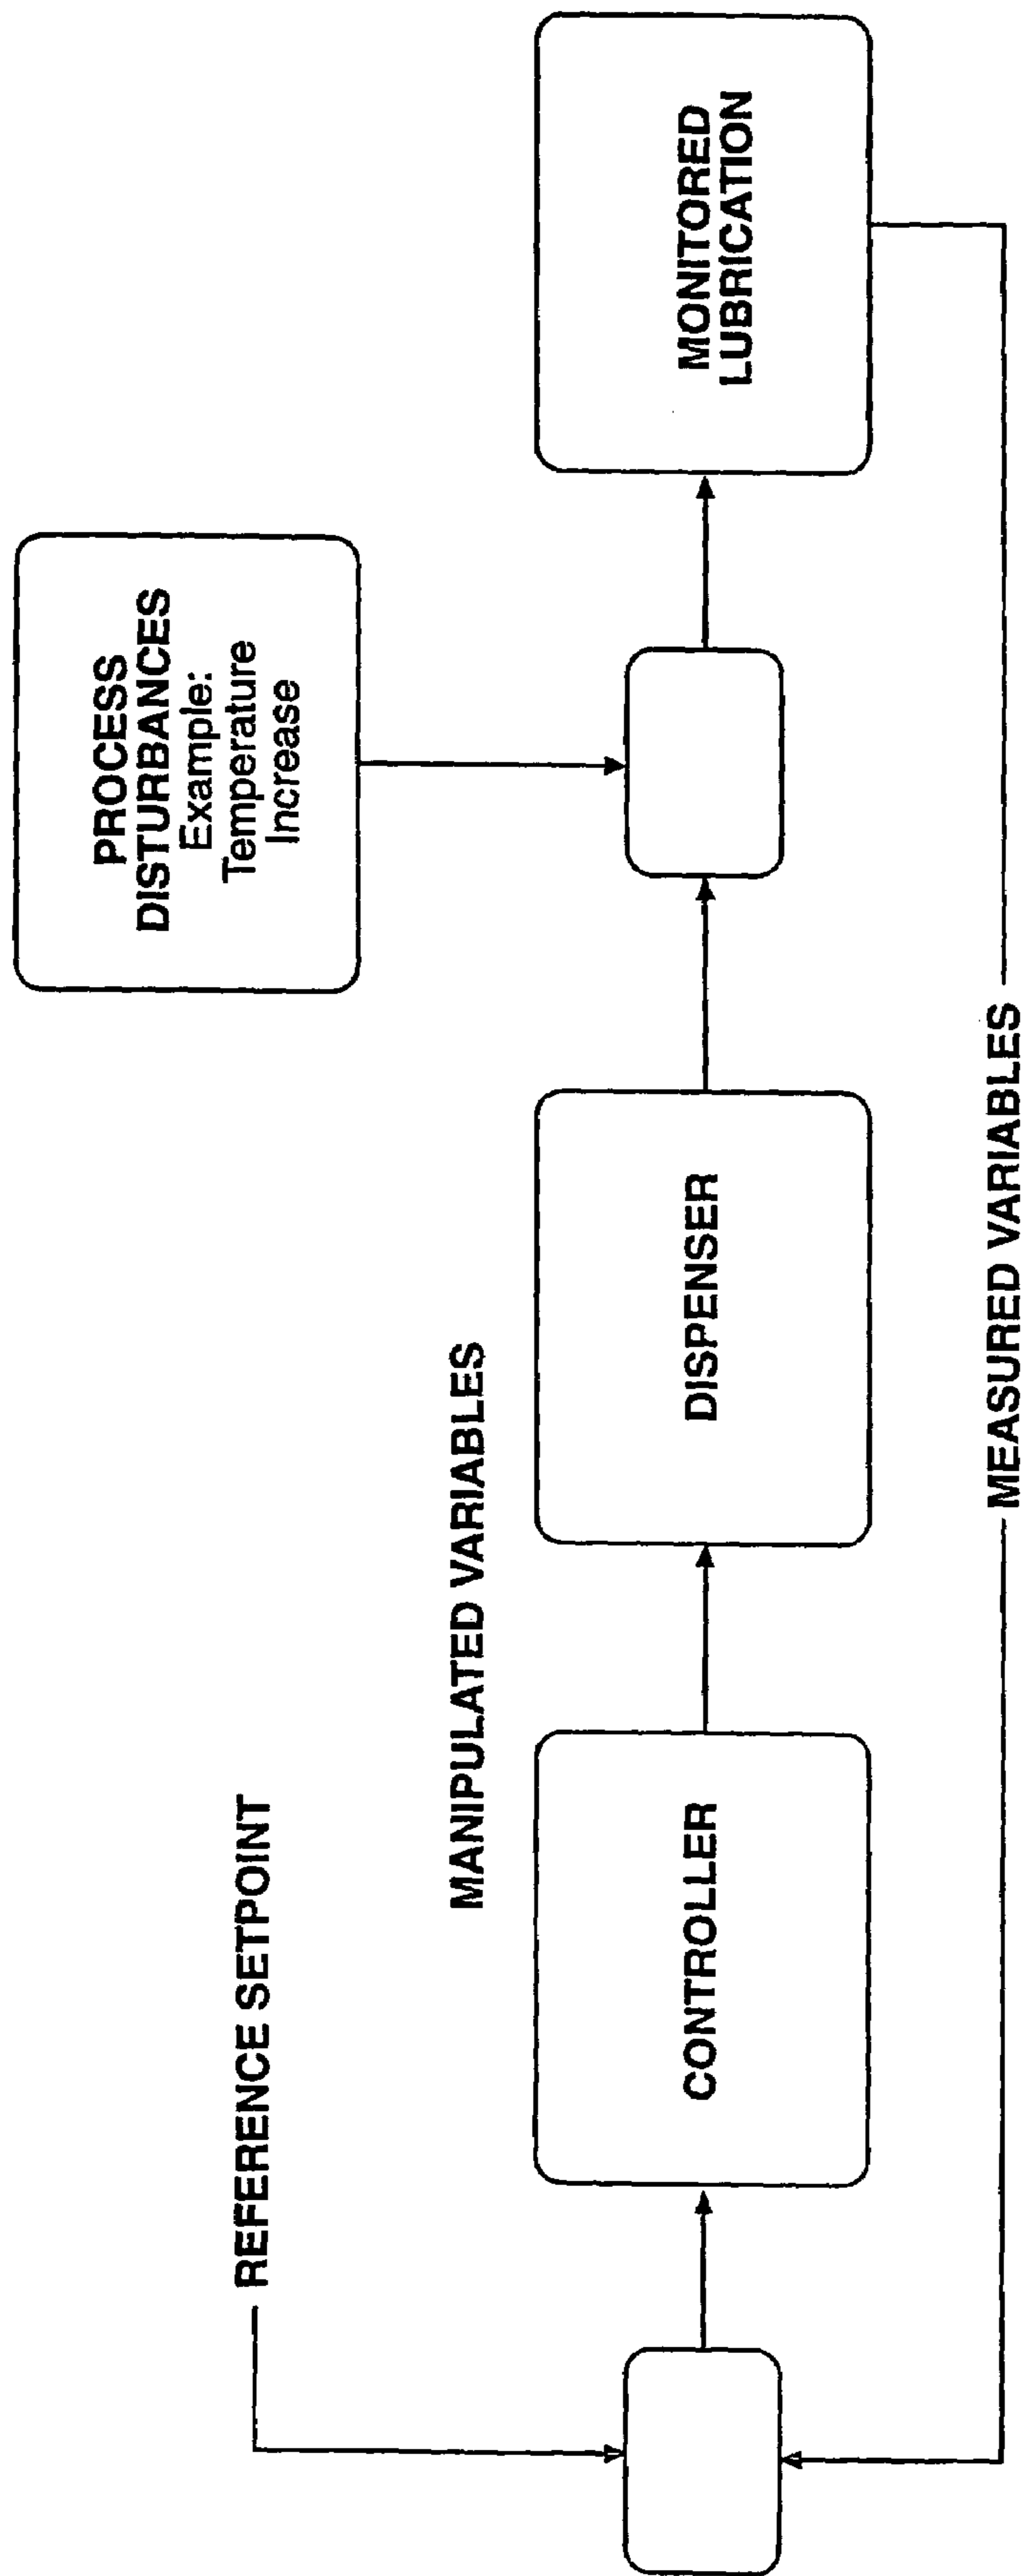 PROCESS
DISTURBANCES
Example:
Temperature
Increase
REFERENCE SETPOINT
MANIPULATED VARIABLES
CONTROLLER
DISPENSER
MONITORED
LUBRICATION
MEASURED VARIABLES